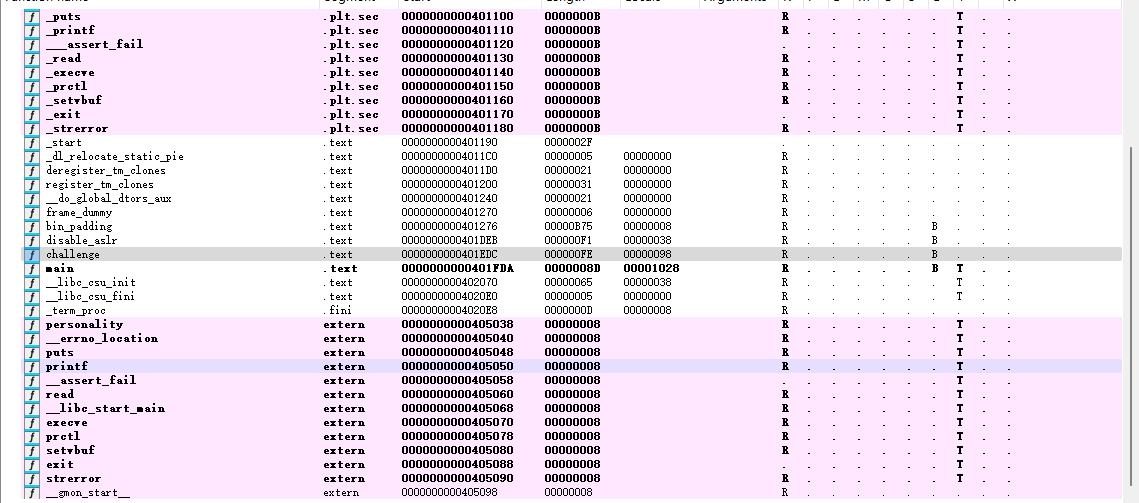 _puts .plt.sec 0000000000401100 0000000B R . . . . . . T . .
_printf .plt.sec 0000000000401110 0000000B R . . . . . . T . .
___assert_fail .plt.sec 0000000000401120 0000000B . . . . . . . T . .
_read .plt.sec 0000000000401130 0000000B R . . . . . . T . .
_execve .plt.sec 0000000000401140 0000000B R . . . . . . T . .
_prctl .plt.sec 0000000000401150 0000000B R . . . . . . T . .
_setvbuf .plt.sec 0000000000401160 0000000B R . . . . . . T . .
_exit .plt.sec 0000000000401170 0000000B . . . . . . . T . .
_strerror .plt.sec 0000000000401180 0000000B R . . . . . . T . .
_start .text 0000000000401190 0000002F . . . . . . . . . .
_dl_relocate_static_pie .text 00000000004011C0 00000005 00000000 R . . . . . . . . .
deregister_tm_clones .text 00000000004011D0 00000021 00000000 R . . . . . . . . .
register_tm_clones .text 0000000000401200 00000031 00000000 R . . . . . . . . .
__do_global_dtors_aux .text 0000000000401240 00000021 00000000 R . . . . . . . . .
frame_dummy .text 0000000000401270 00000006 00000000 R . . . . . . . . .
bin_padding .text 0000000000401276 00000B75 00000008 R . . . . . B . . .
disable_aslr .text 0000000000401DEB 000000F1 00000038 R . . . . . B . . .
challenge .text 0000000000401EDC 000000FE 00000098 R . . . . . B . . .
main .text 0000000000401FDA 0000008D 00001028 R . . . . . B T . .
__libc_csu_init .text 0000000000402070 00000065 00000038 R . . . . . . T . .
__libc_csu_fini .text 00000000004020E0 00000005 00000000 R . . . . . . T . .
_term_proc .fini 00000000004020E8 0000000D 00000008 R . . . . . . . . .
personality extern 0000000000405038 00000008 R . . . . . . T . .
__errno_location extern 0000000000405040 00000008 R . . . . . . T . .
puts extern 0000000000405048 00000008 R . . . . . . T . .
printf extern 0000000000405050 00000008 R . . . . . . T . .
__assert_fail extern 0000000000405058 00000008 . . . . . . . T . .
read extern 0000000000405060 00000008 R . . . . . . T . .
__libc_start_main extern 0000000000405068 00000008 R . . . . . . T . .
execve extern 0000000000405070 00000008 R . . . . . . T . .
prctl extern 0000000000405078 00000008 R . . . . . . T . .
setvbuf extern 0000000000405080 00000008 R . . . . . . T . .
exit extern 0000000000405088 00000008 . . . . . . . T . .
strerror extern 0000000000405090 00000008 R . . . . . . T . .
__gmon_start__ extern 0000000000405098 00000008 R . . . . . . . . .